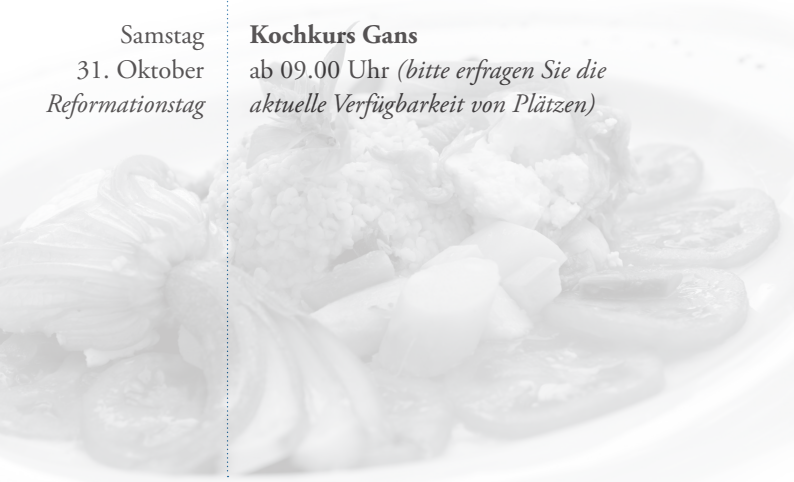 Samstag
31. Oktober
Reformationstag
Kochkurs Gans
ab 09.00 Uhr (bitte erfragen Sie die
aktuelle Verfügbarkeit von Plätzen)